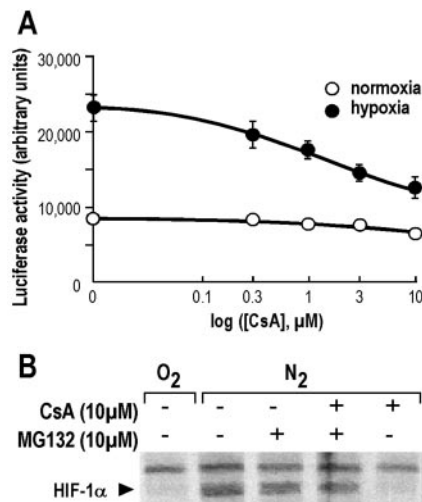 A
Luciferase activity (arbitrary units)
30,000
20,000
10,000
0
normoxia
hypoxia
0 0.1 0.3 1 3 10
log ([CsA], µM)
B
O2 N2
CsA (10µM) - - - + +
MG132 (10µM) - - + + -
HIF-1α